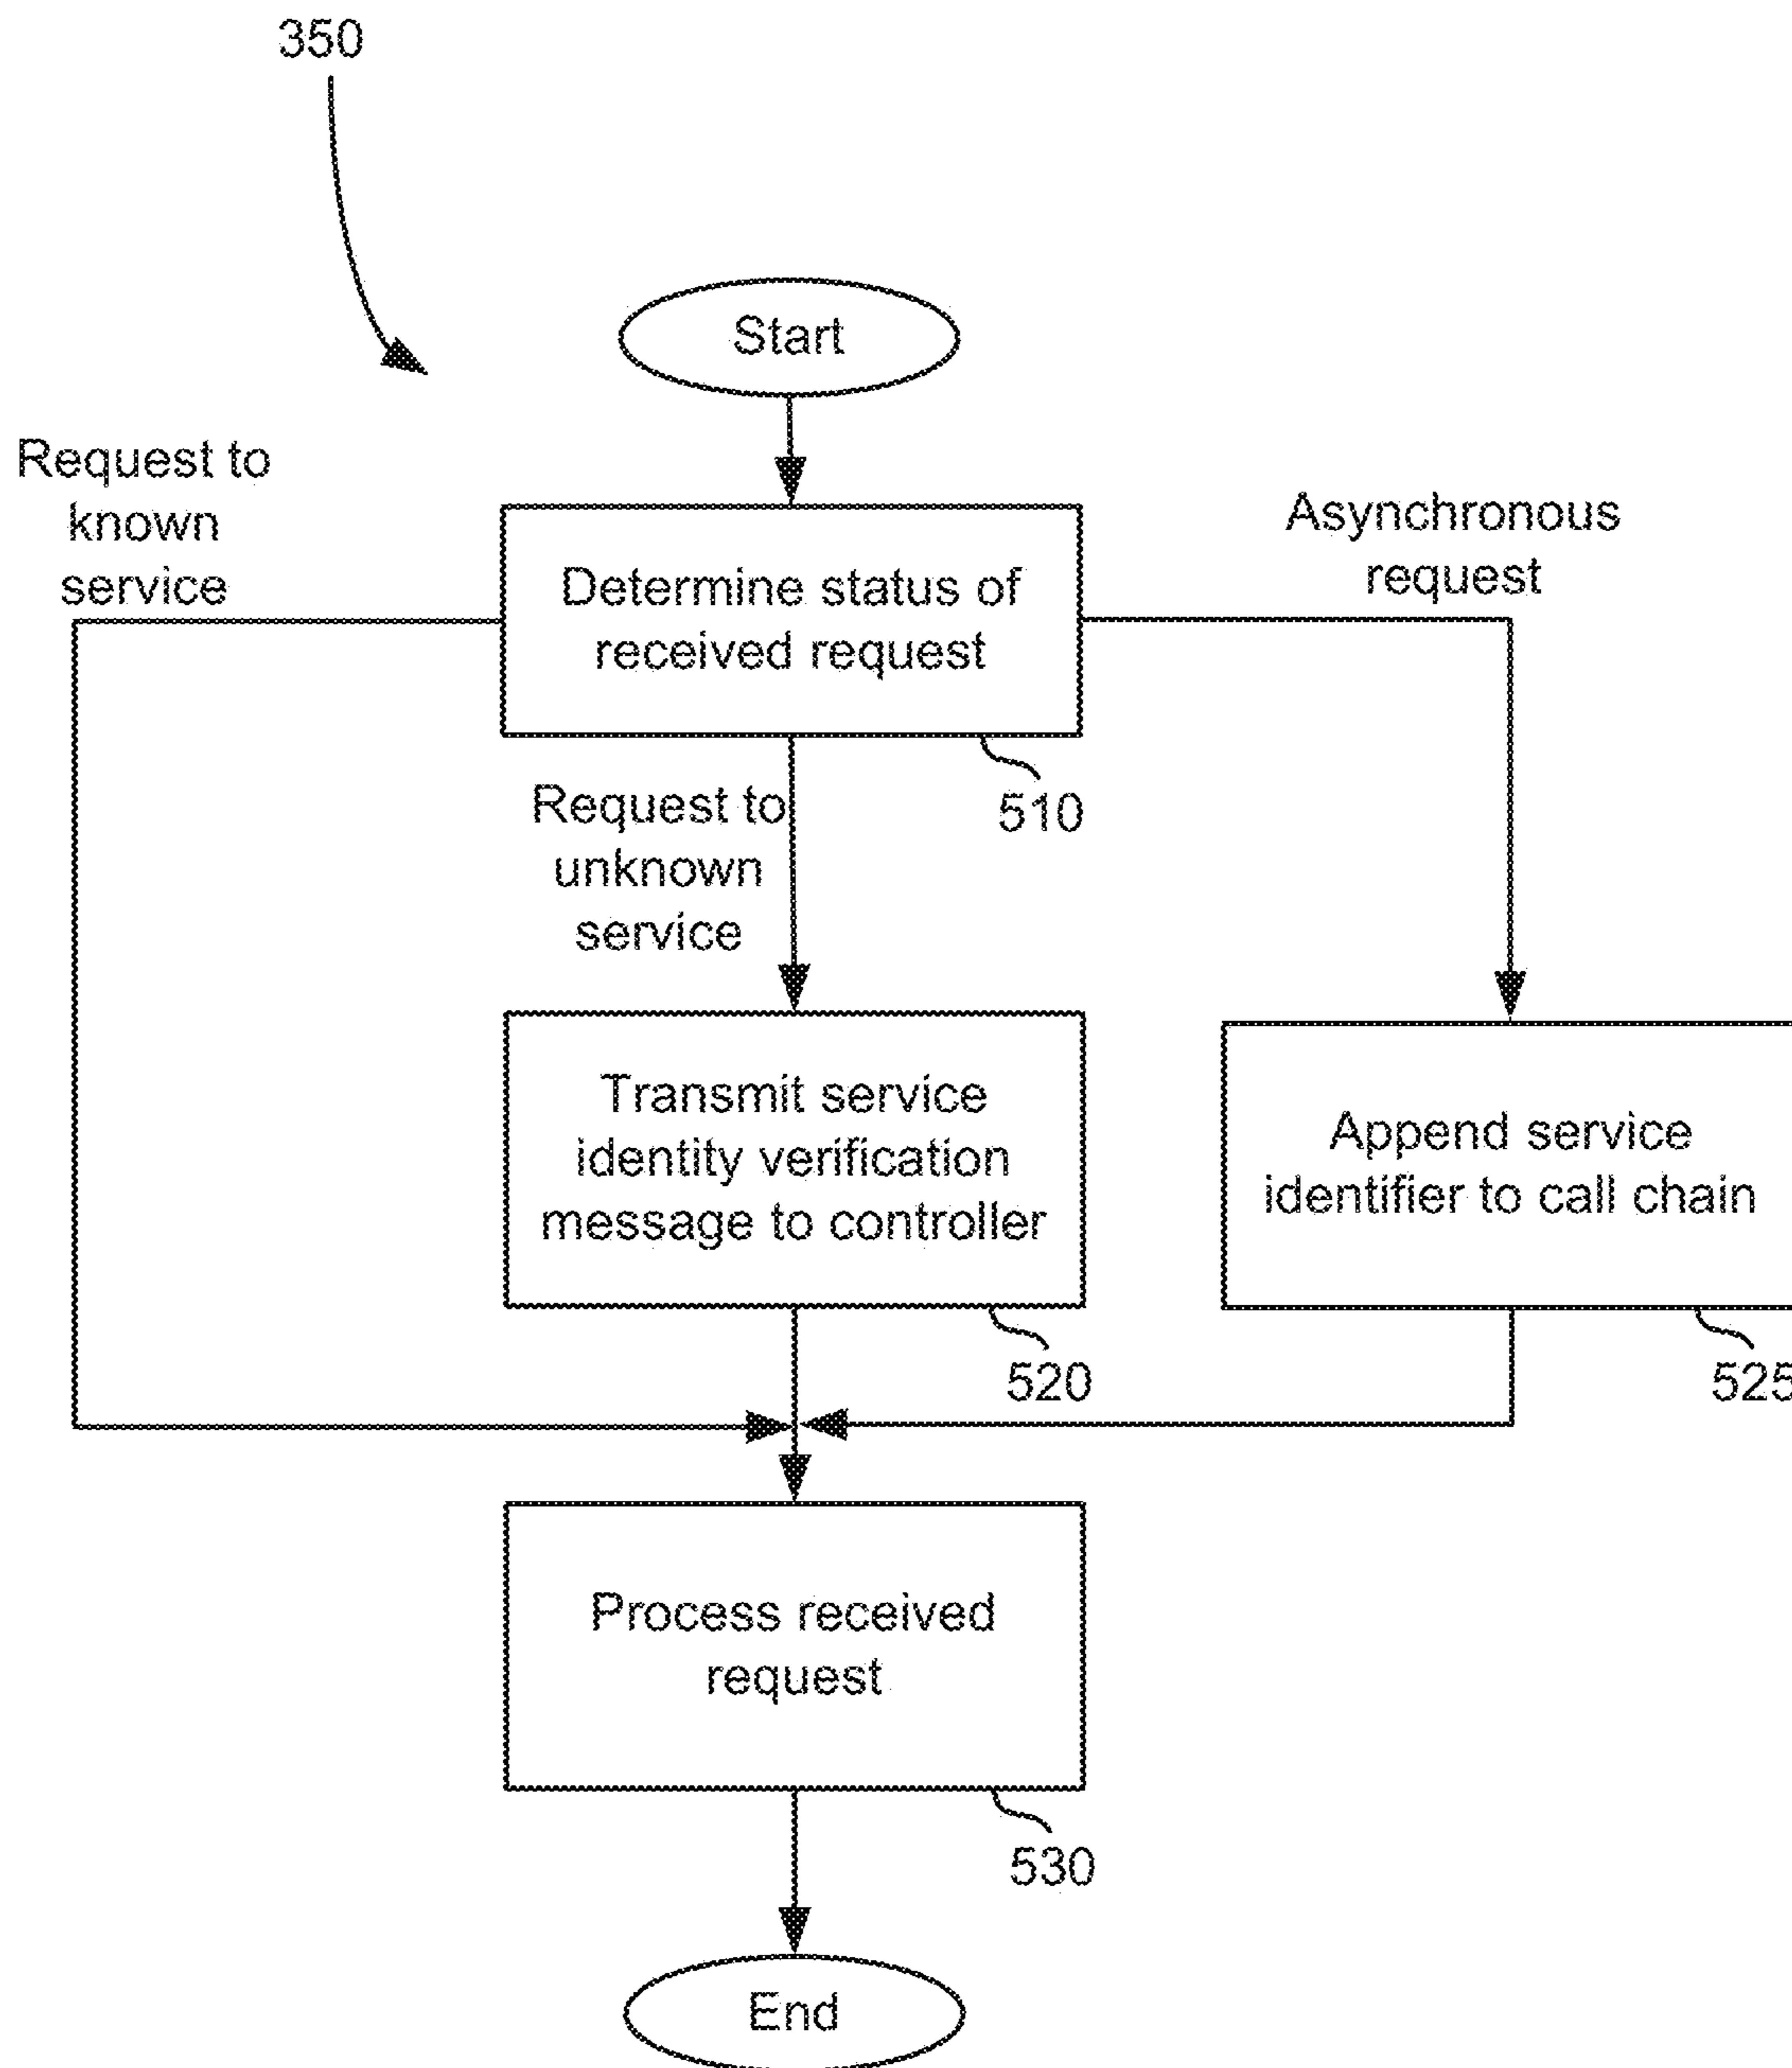 350
Start
Request to
known
service
Determine status of
received request
510
Asynchronous
request
Request to
unknown
service
Transmit service
identity verification
message to controller
520
Append service
identifier to call chain
525
Process received
request
530
End